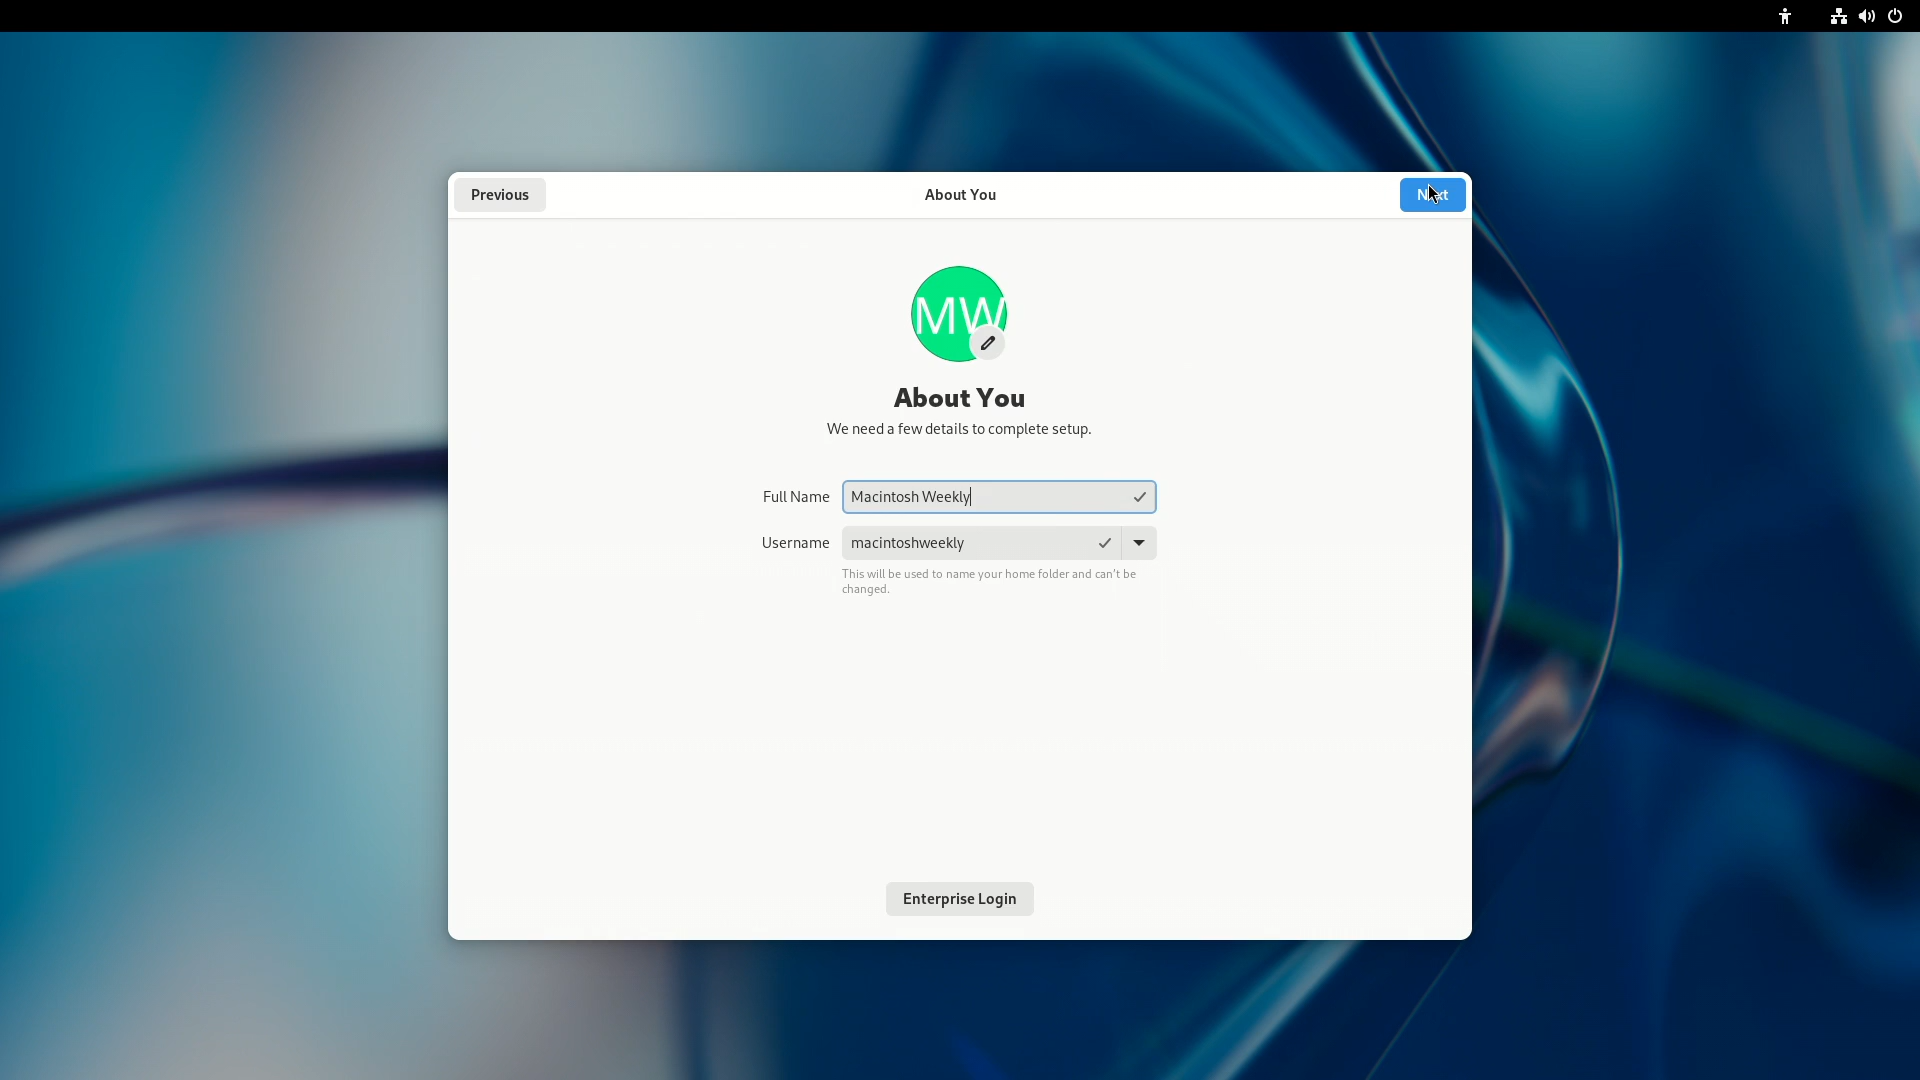 Previous
About You
Next
MW
About You
We need a few details to complete setup.
Full Name
Macintosh Weekly
Username
macintoshweekly
This will be used to name your home folder and can't be
changed.
Enterprise Login